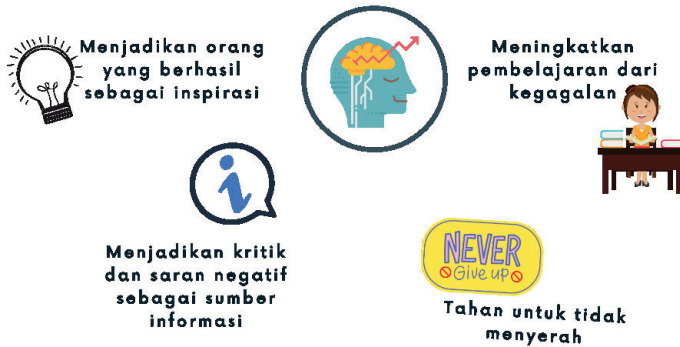 Menjadikan orang
yang berhasil
sebagai inspirasi
Meningkatkan
pembelajaran dari
kegagalan
i
Menjadikan kritik
dan saran negatif
sebagai sumber
informasi
NEVER
Give up
Tahan untuk tidak
menyerah